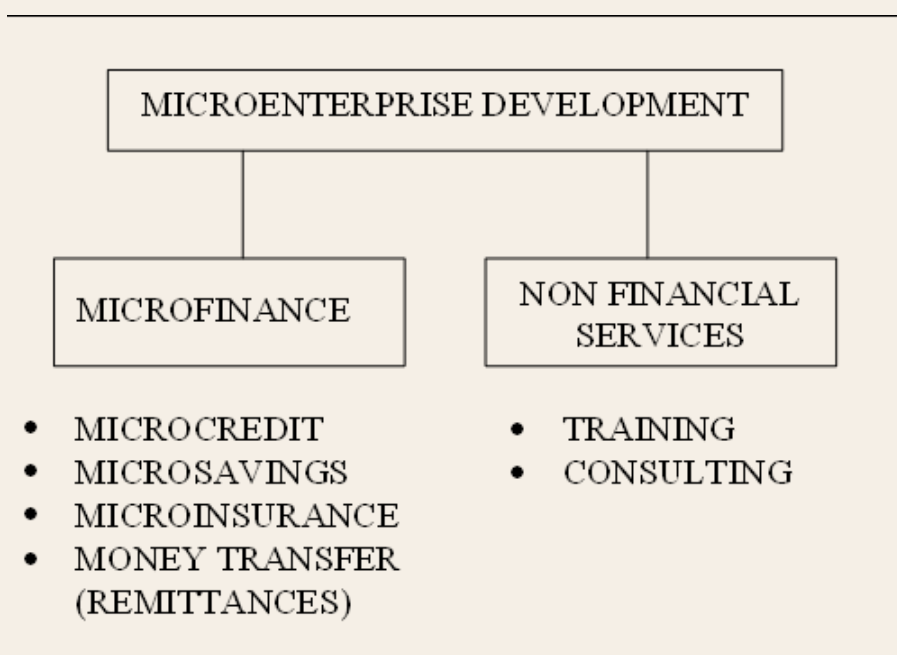 MICROENTERPRISE DEVELOPMENT
MICROFINANCE
NON FINANCIAL
SERVICES
• MICROCREDIT
• MICROSAVINGS
• MICROINSURANCE
• MONEY TRANSFER
(REMITTANCES)
• TRAINING
• CONSULTING